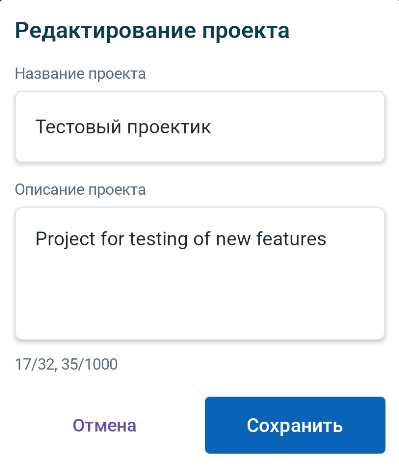 Редактирование проекта
Название проекта
Тестовый проектик
Описание проекта
Project for testing of new features
17/32, 35/1000
Отмена
Сохранить